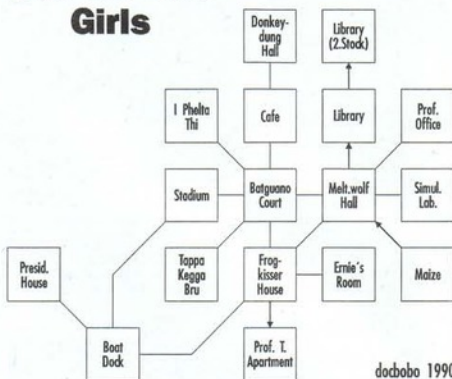 Girls
Donkey-
dung
Hall
Library
(2.Stock)
I Phelta
Thi
Cafe
Library
Prof.
Office
Stadium
Batguano
Court
Melt.wolf
Hall
Simul.
Lab.
Presid.
House
Tappa
Kegga
Bru
Frog-
kisser
House
Ernie´s
Room
Maize
Boat
Dock
Prof. T.
Apartment
docbobo 1990